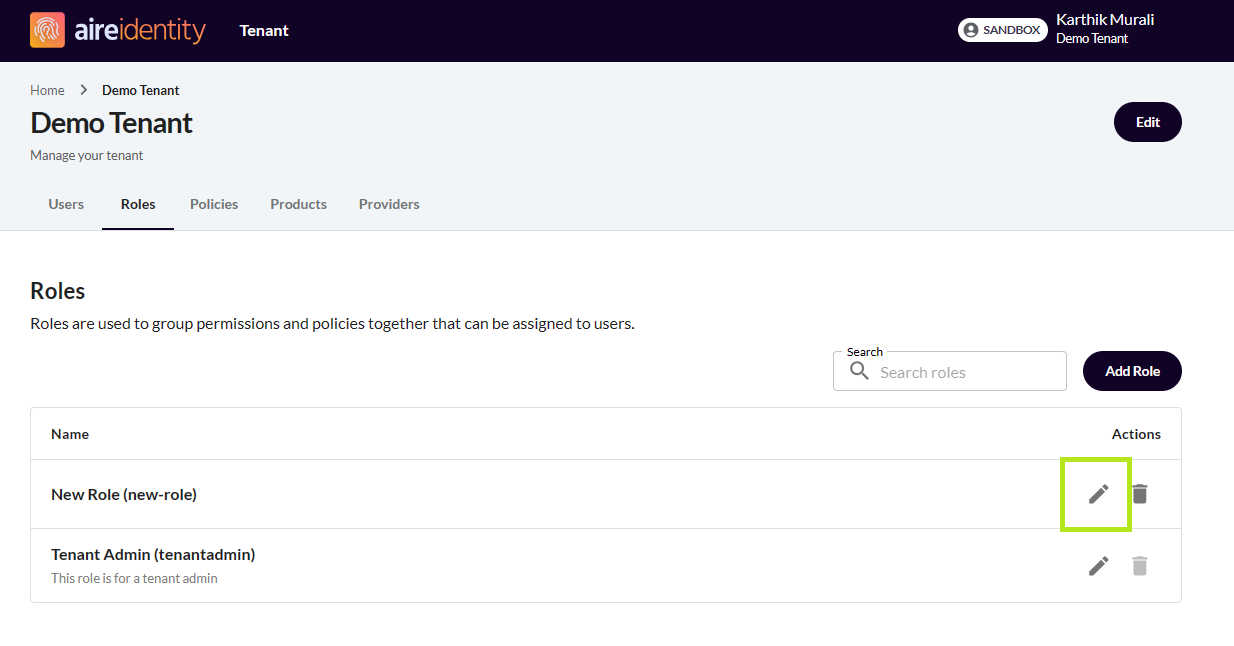 aireidentity
Tenant
SANDBOX
Karthik Murali
Demo Tenant
Home
Demo Tenant
Demo Tenant
Edit
Manage your tenant
Users
Roles
Policies
Products
Providers
Roles
Roles are used to group permissions and policies together that can be assigned to users.
Search
Search roles
Add Role
Name
Actions
New Role (new-role)
Tenant Admin (tenantadmin)
This role is for a tenant admin